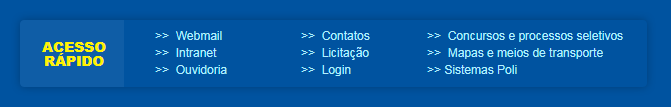 ACESSO
RÁPIDO
>> Webmail
>> Intranet
>> Ouvidoria
>> Contatos
>> Licitação
>> Login
>> Concursos e processos seletivos
>> Mapas e meios de transporte
>> Sistemas Poli